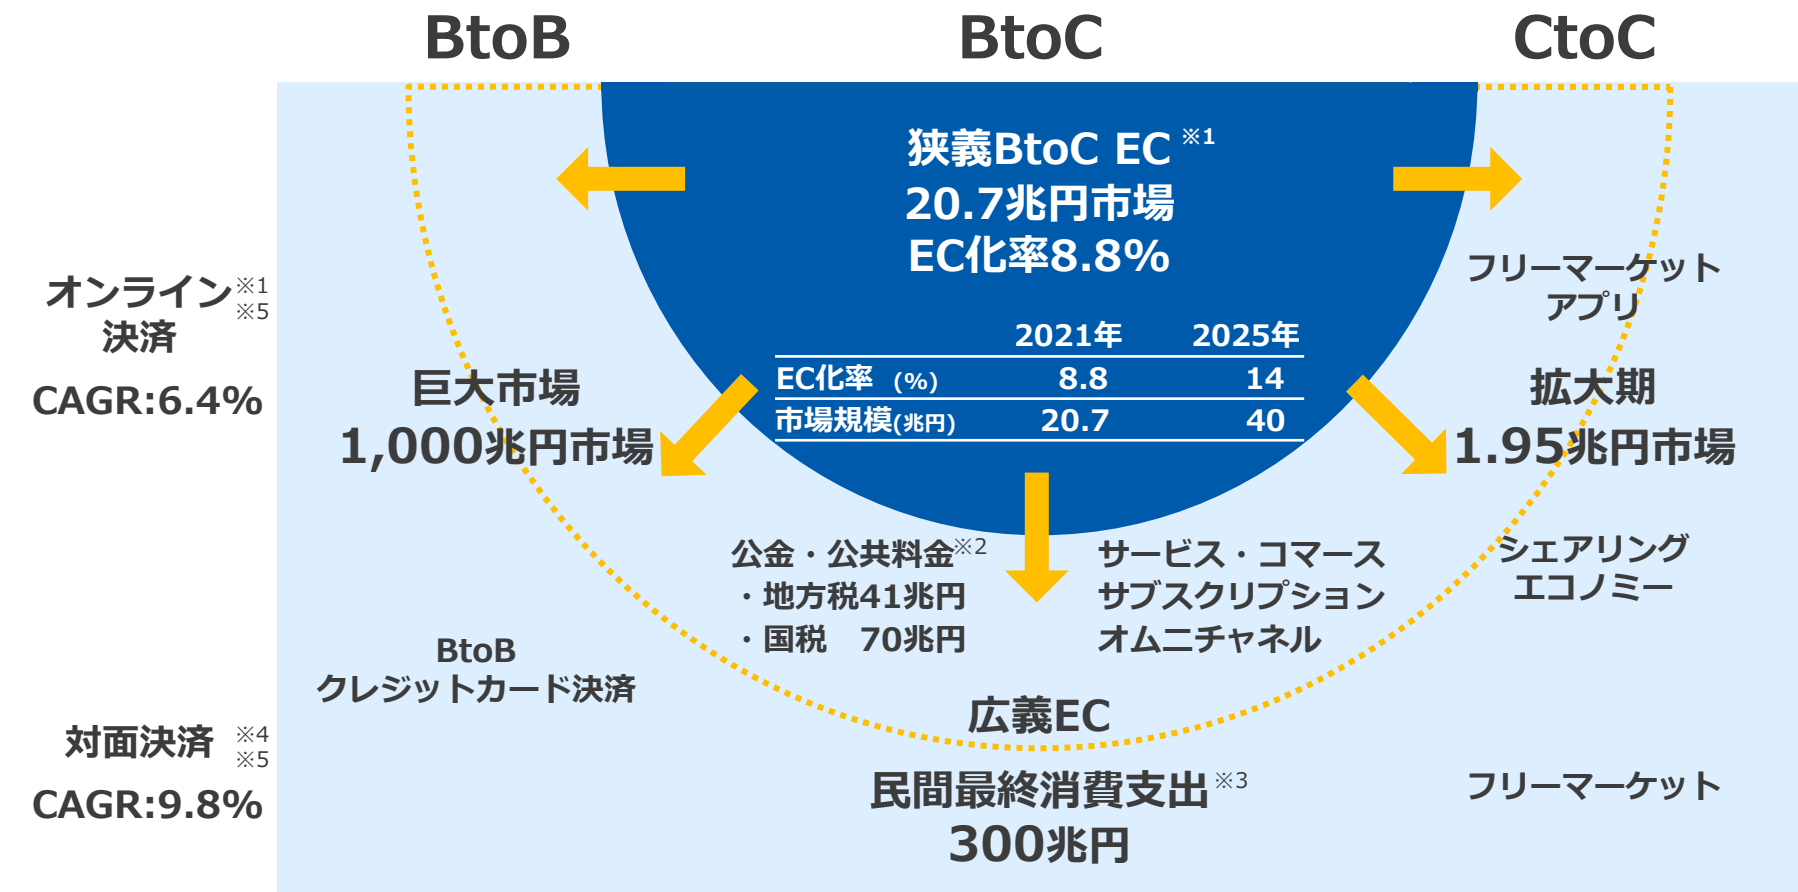 BtoB
BtoC
CtoC
狭義BtoC EC ※1
20.7兆円市場
EC化率8.8%
2021年 2025年
EC化率 (%) 8.8 14
市場規模(兆円) 20.7 40
オンライン※1
※5
決済
CAGR:6.4%
巨大市場
1,000兆円市場
フリーマーケット
アプリ
拡大期
1.95兆円市場
公金・公共料金※2
・地方税41兆円
・国税 70兆円
サービス・コマース
サブスクリプション
オムニチャネル
シェアリング
エコノミー
BtoB
クレジットカード決済
広義EC
対面決済 ※4
※5
CAGR:9.8%
民間最終消費支出※3
300兆円
フリーマーケット